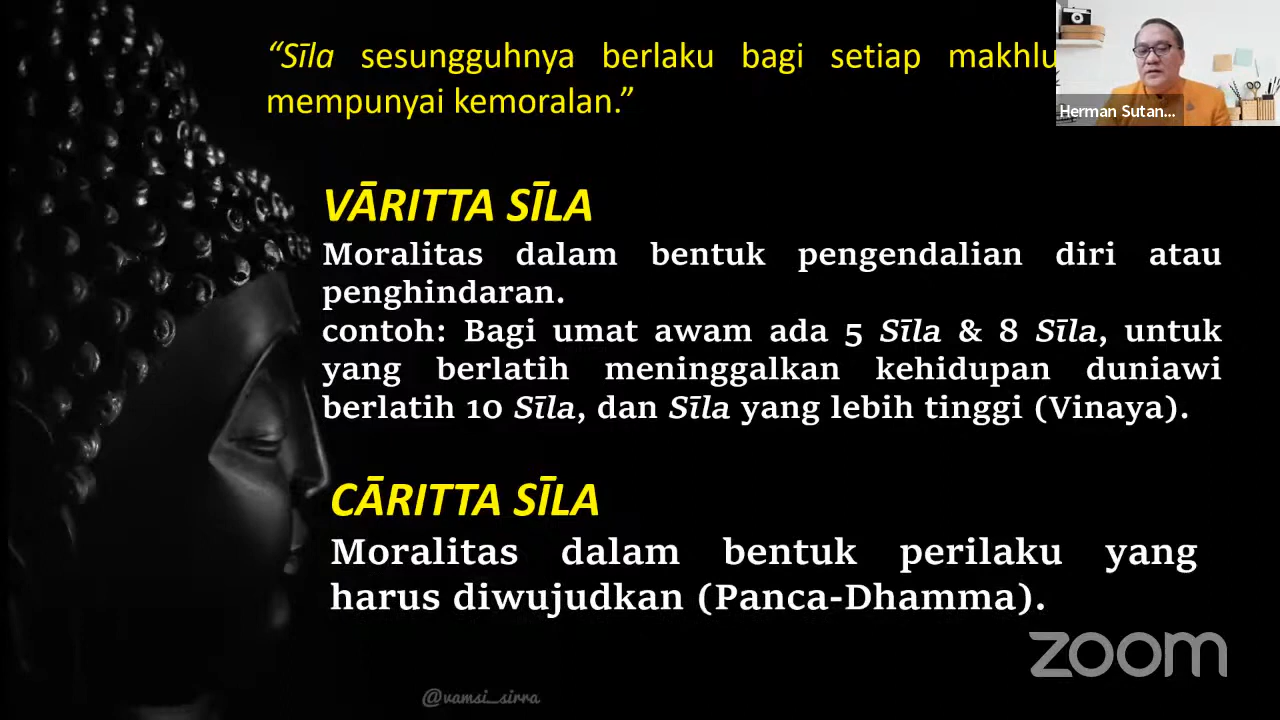 “Sīla sesungguhnya berlaku bagi setiap
mempunyai kemoralan.”
Herman Sutan...
VĀRITTA SĪLA
Moralitas dalam bentuk pengendalian diri atau
penghindaran.
contoh: Bagi umat awam ada 5 Sīla & 8 Sīla, untuk
yang berlatih meninggalkan kehidupan duniawi
berlatih 10 Sīla, dan Sīla yang lebih tinggi (Vinaya).
CĀRITTA SĪLA
Moralitas dalam bentuk perilaku yang
harus diwujudkan (Panca-Dhamma).
zoom
@vamsi_sirra